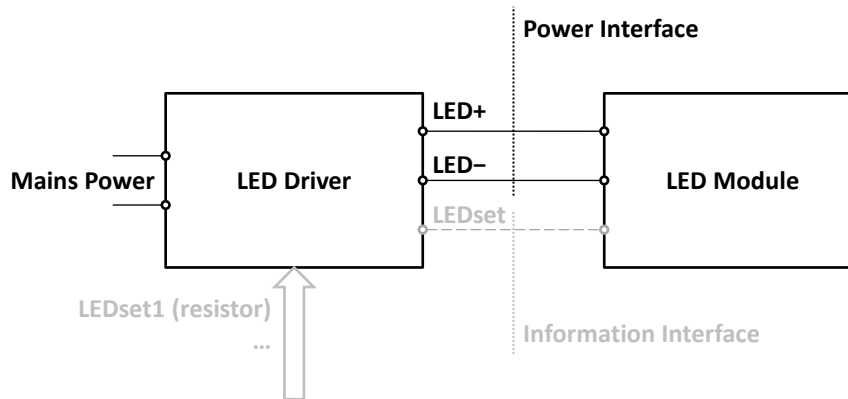 Power Interface
LED+
Mains Power
LED Driver
LED−
LED Module
LEDset
LEDset1 (resistor)
...
Information Interface